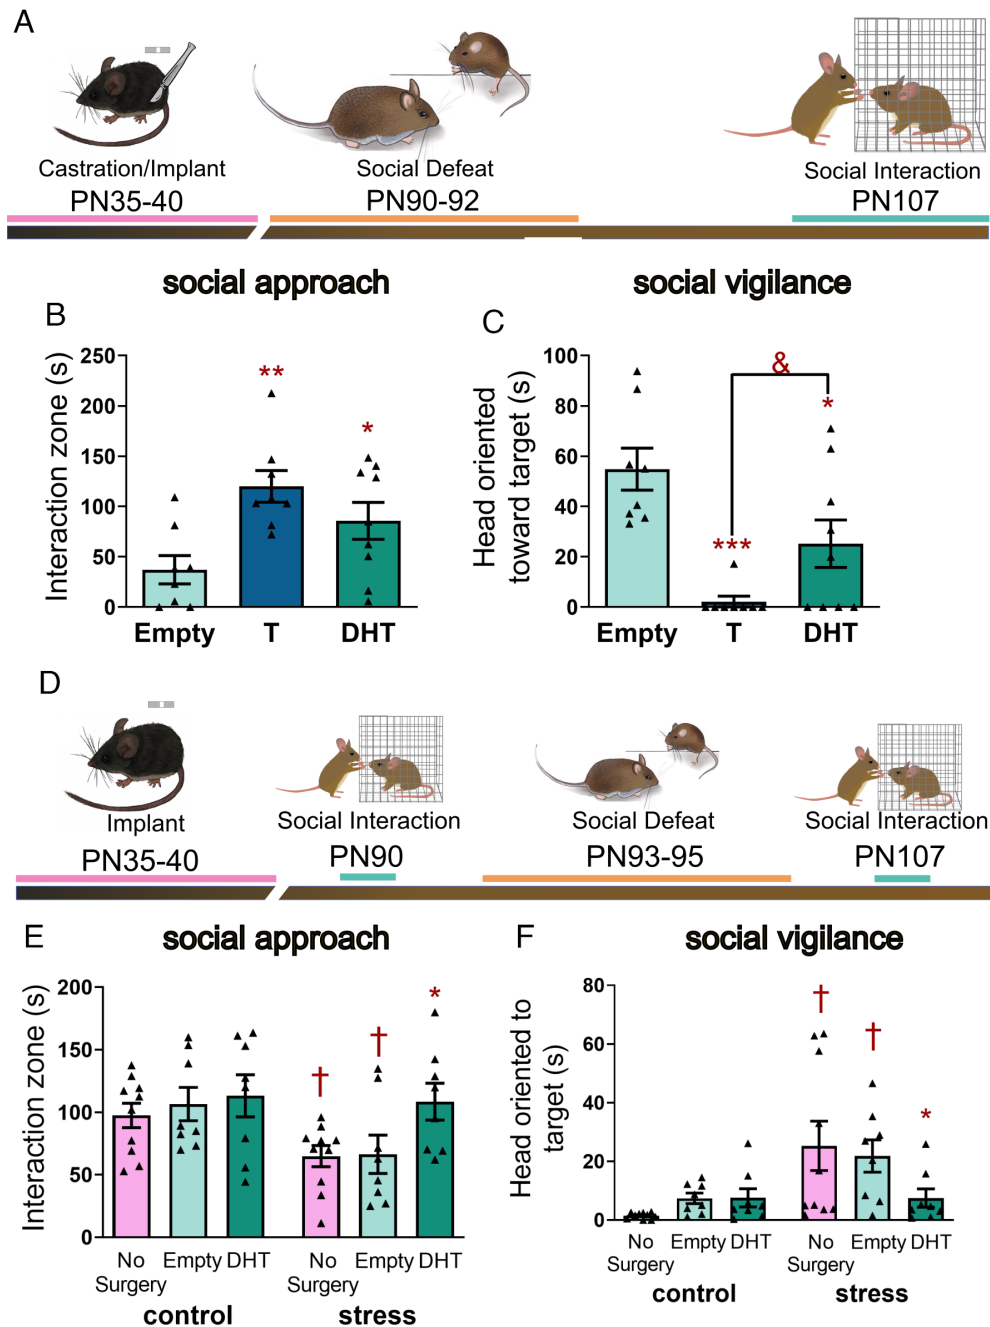 A
Castration/Implant
PN35-40
Social Defeat
PN90-92
Social Interaction
PN107
social approach
B
Interaction zone (s)
250
200
150
100
50
0
**
*
Empty T DHT
social vigilance
C
Head oriented
toward target (s)
100
80
60
40
20
0
&
***
*
Empty T DHT
D
Implant
PN35-40
Social Interaction
PN90
Social Defeat
PN93-95
Social Interaction
PN107
E
social approach
Interaction zone (s)
200
150
100
50
0
† † *
No
Surgery
Empty DHT
No
Surgery
Empty DHT
control stress
F
social vigilance
Head oriented to
target (s)
80
60
40
20
0
† † *
No
Surgery
Empty DHT
No
Surgery
Empty DHT
control stress